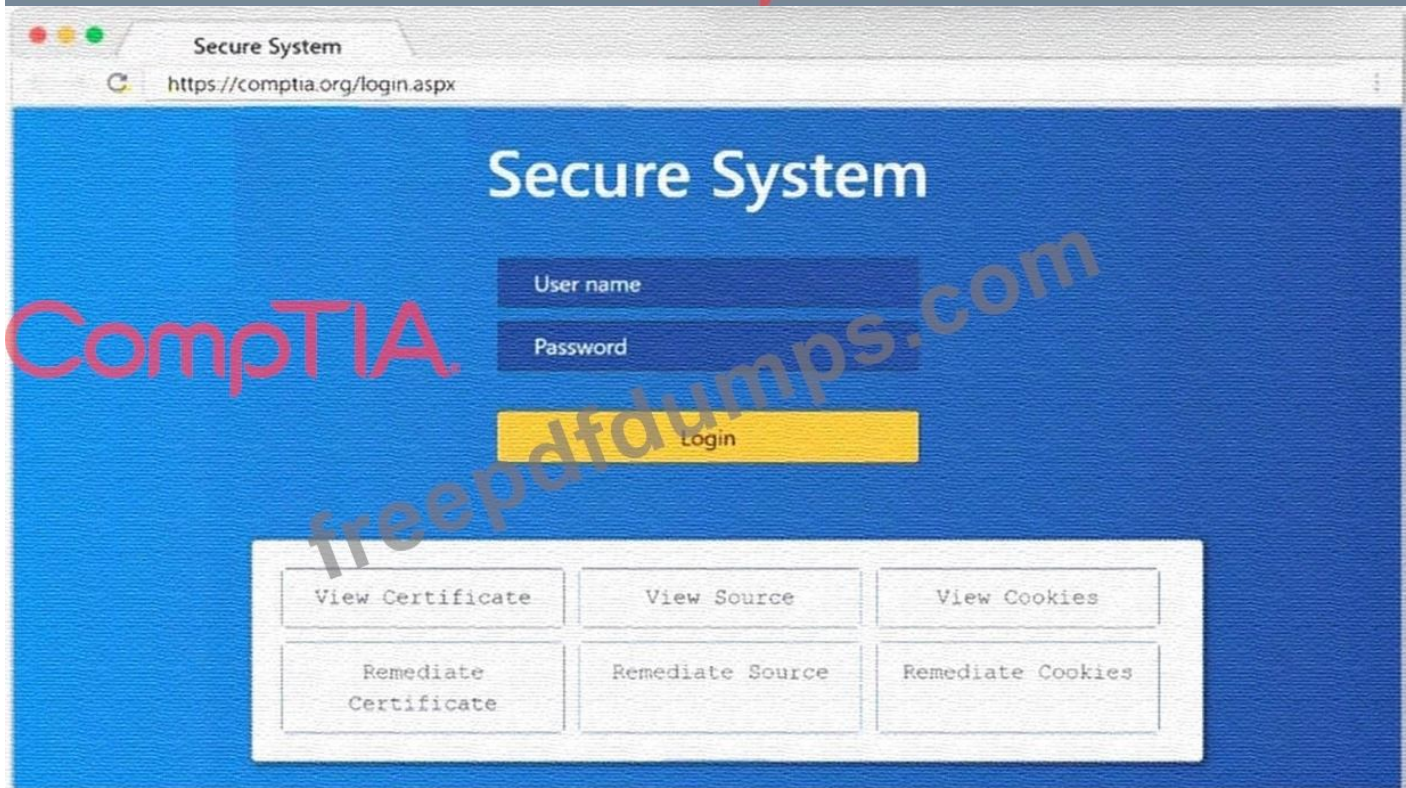 Secure System
https://comptia.org/login.aspx
Secure System
User name
CompTIA.
Password
freepdfdumps.com
Login
View Certificate
View Source
View Cookies
Remediate
Certificate
Remediate Source
Remediate Cookies